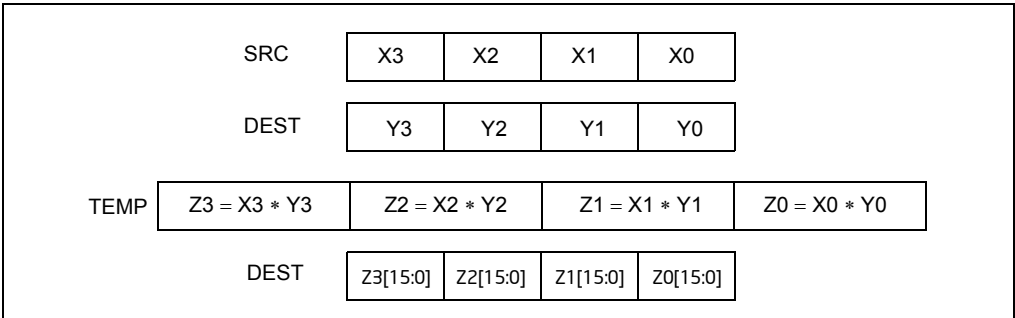 SRC X3 X2 X1 X0
DEST Y3 Y2 Y1 Y0
TEMP Z3 = X3 ∗ Y3 Z2 = X2 ∗ Y2 Z1 = X1 ∗ Y1 Z0 = X0 ∗ Y0
DEST Z3[15:0] Z2[15:0] Z1[15:0] Z0[15:0]